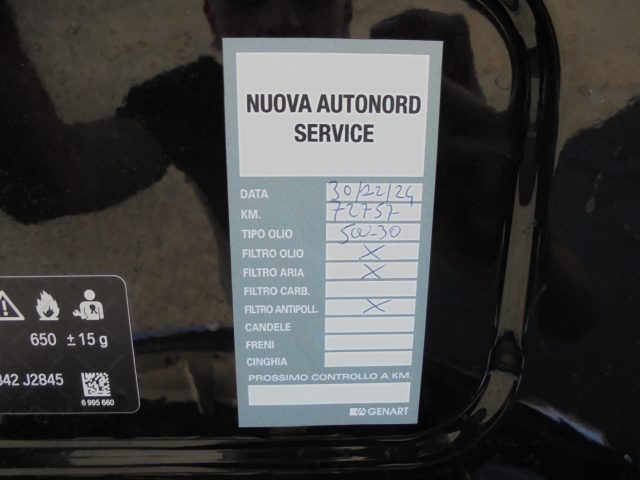 NUOVA AUTONORD
SERVICE
DATA 30/12/24
KM. 72757
TIPO OLIO 5W-30
FILTRO OLIO X
FILTRO ARIA X
FILTRO CARB.
FILTRO ANTIPOLL. X
CANDELE
FRENI
CINGHIA
PROSSIMO CONTROLLO A KM.
GENART
650 ±15 g
842 J2845
6 995 660